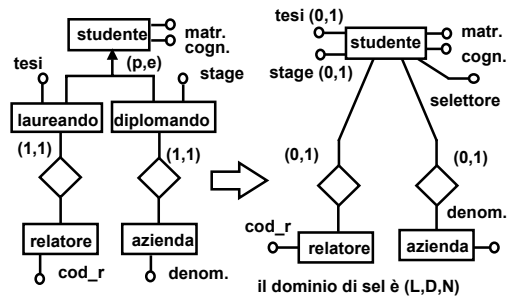 studente
matr.
cogn.
(p,e)
tesi
stage
laureando
diplomando
(1,1)
(1,1)
relatore
azienda
cod_r
denom.
tesi (0,1)
studente
matr.
cogn.
stage (0,1)
selettore
(0,1)
(0,1)
denom.
cod_r
relatore
azienda
il dominio di sel è (L,D,N)